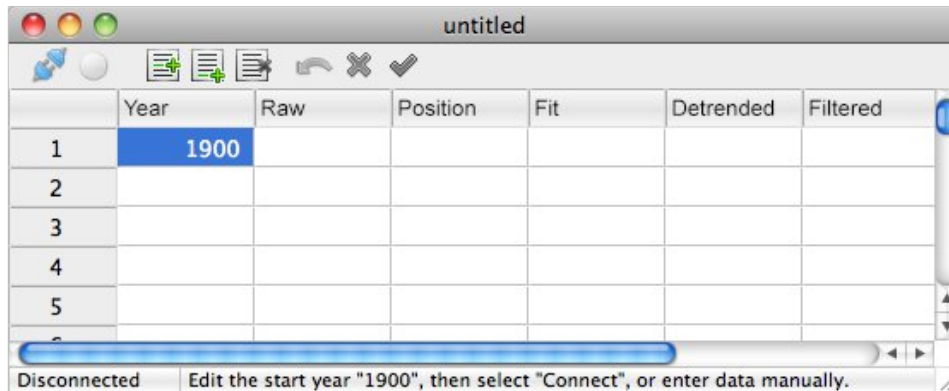 untitled
Year Raw Position Fit Detrended Filtered
1 1900
2
3
4
5
Disconnected Edit the start year "1900", then select "Connect", or enter data manually.